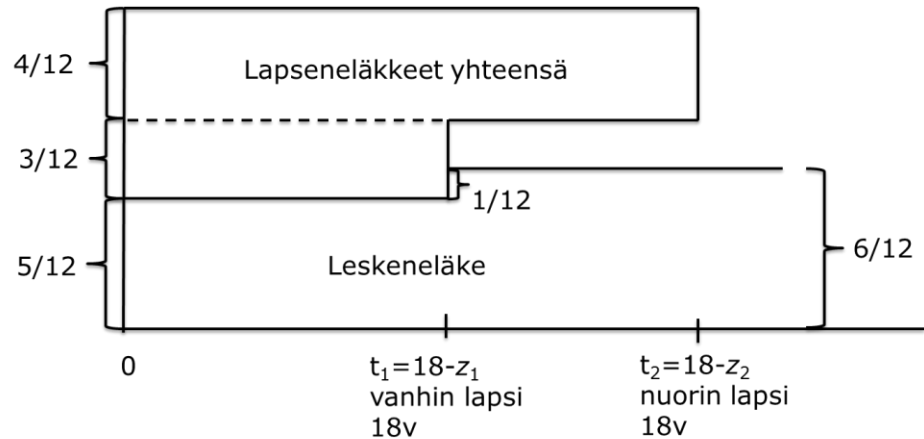 4/12
Lapseneläkkeet yhteensä
3/12
1/12
5/12
Leskeneläke
6/12
0
t₁=18-z₁
vanhin lapsi
18v
t₂=18-z₂
nuorin lapsi
18v